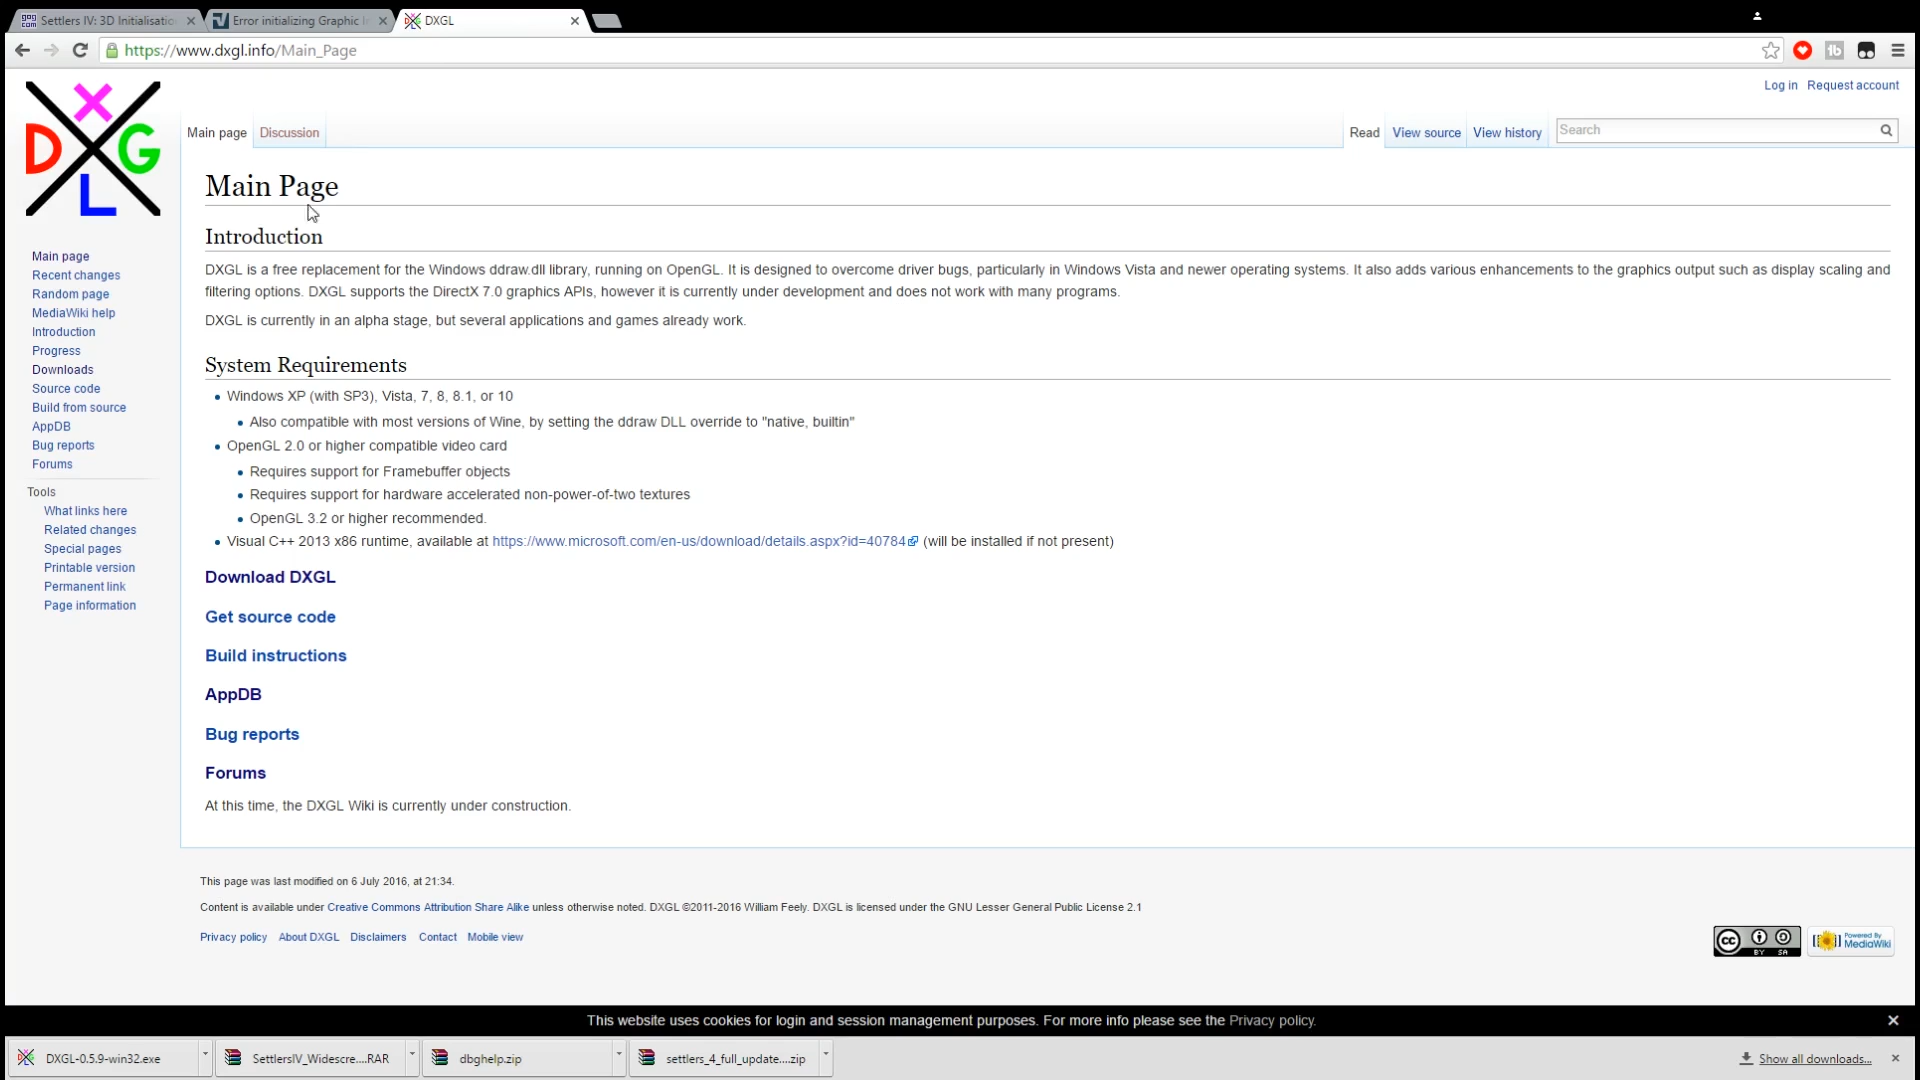 Settlers IV: 3D Initialisatio
Error initializing Graphic I
DXGL
https://www.dxgl.info/Main_Page
Log in Request account
X
D G
L
Main page Discussion
Read View source View history Search
Main Page
Introduction
DXGL is a free replacement for the Windows ddraw.dll library, running on OpenGL. It is designed to overcome driver bugs, particularly in Windows Vista and newer operating systems. It also adds various enhancements to the graphics output such as display scaling and
filtering options. DXGL supports the DirectX 7.0 graphics APIs, however it is currently under development and does not work with many programs.
DXGL is currently in an alpha stage, but several applications and games already work.
Main page
Recent changes
Random page
MediaWiki help
Introduction
Progress
Downloads
Source code
Build from source
AppDB
Bug reports
Forums
Tools
What links here
Related changes
Special pages
Printable version
Permanent link
Page information
System Requirements
Windows XP (with SP3), Vista, 7, 8, 8.1, or 10
Also compatible with most versions of Wine, by setting the ddraw DLL override to "native, builtin"
OpenGL 2.0 or higher compatible video card
Requires support for Framebuffer objects
Requires support for hardware accelerated non-power-of-two textures
OpenGL 3.2 or higher recommended.
Visual C++ 2013 x86 runtime, available at https://www.microsoft.com/en-us/download/details.aspx?id=40784 (will be installed if not present)
Download DXGL
Get source code
Build instructions
AppDB
Bug reports
Forums
At this time, the DXGL Wiki is currently under construction.
This page was last modified on 6 July 2016, at 21:34.
Content is available under Creative Commons Attribution Share Alike unless otherwise noted. DXGL ©2011-2016 William Feely. DXGL is licensed under the GNU Lesser General Public License 2.1
Privacy policy About DXGL Disclaimers Contact Mobile view
cc BY SA
Powered By
MediaWiki
This website uses cookies for login and session management purposes. For more info please see the Privacy policy.
DXGL-0.5.9-win32.exe
SettlersIV_Widescre....RAR
dbghelp.zip
settlers_4_full_update....zip
Show all downloads...